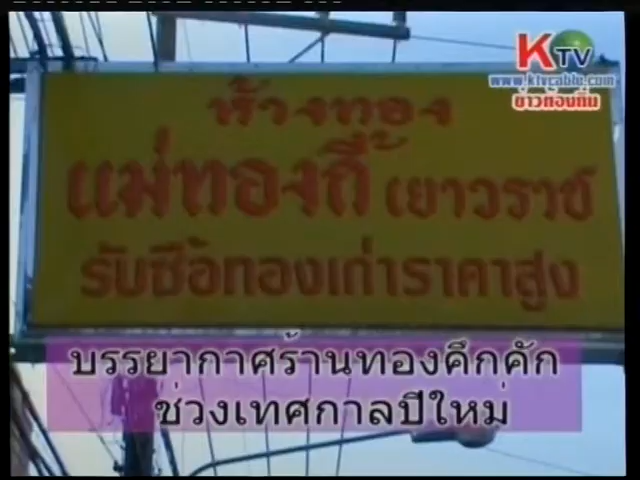 KTV
www.ktvcable.com
ข่าวท้องถิ่น
ห้างทอง
แม่ทองกี้ เยาวราช
รับซื้อทองเก่าราคาสูง
บรรยากาศร้านทองคึกคัก
ช่วงเทศกาลปีใหม่